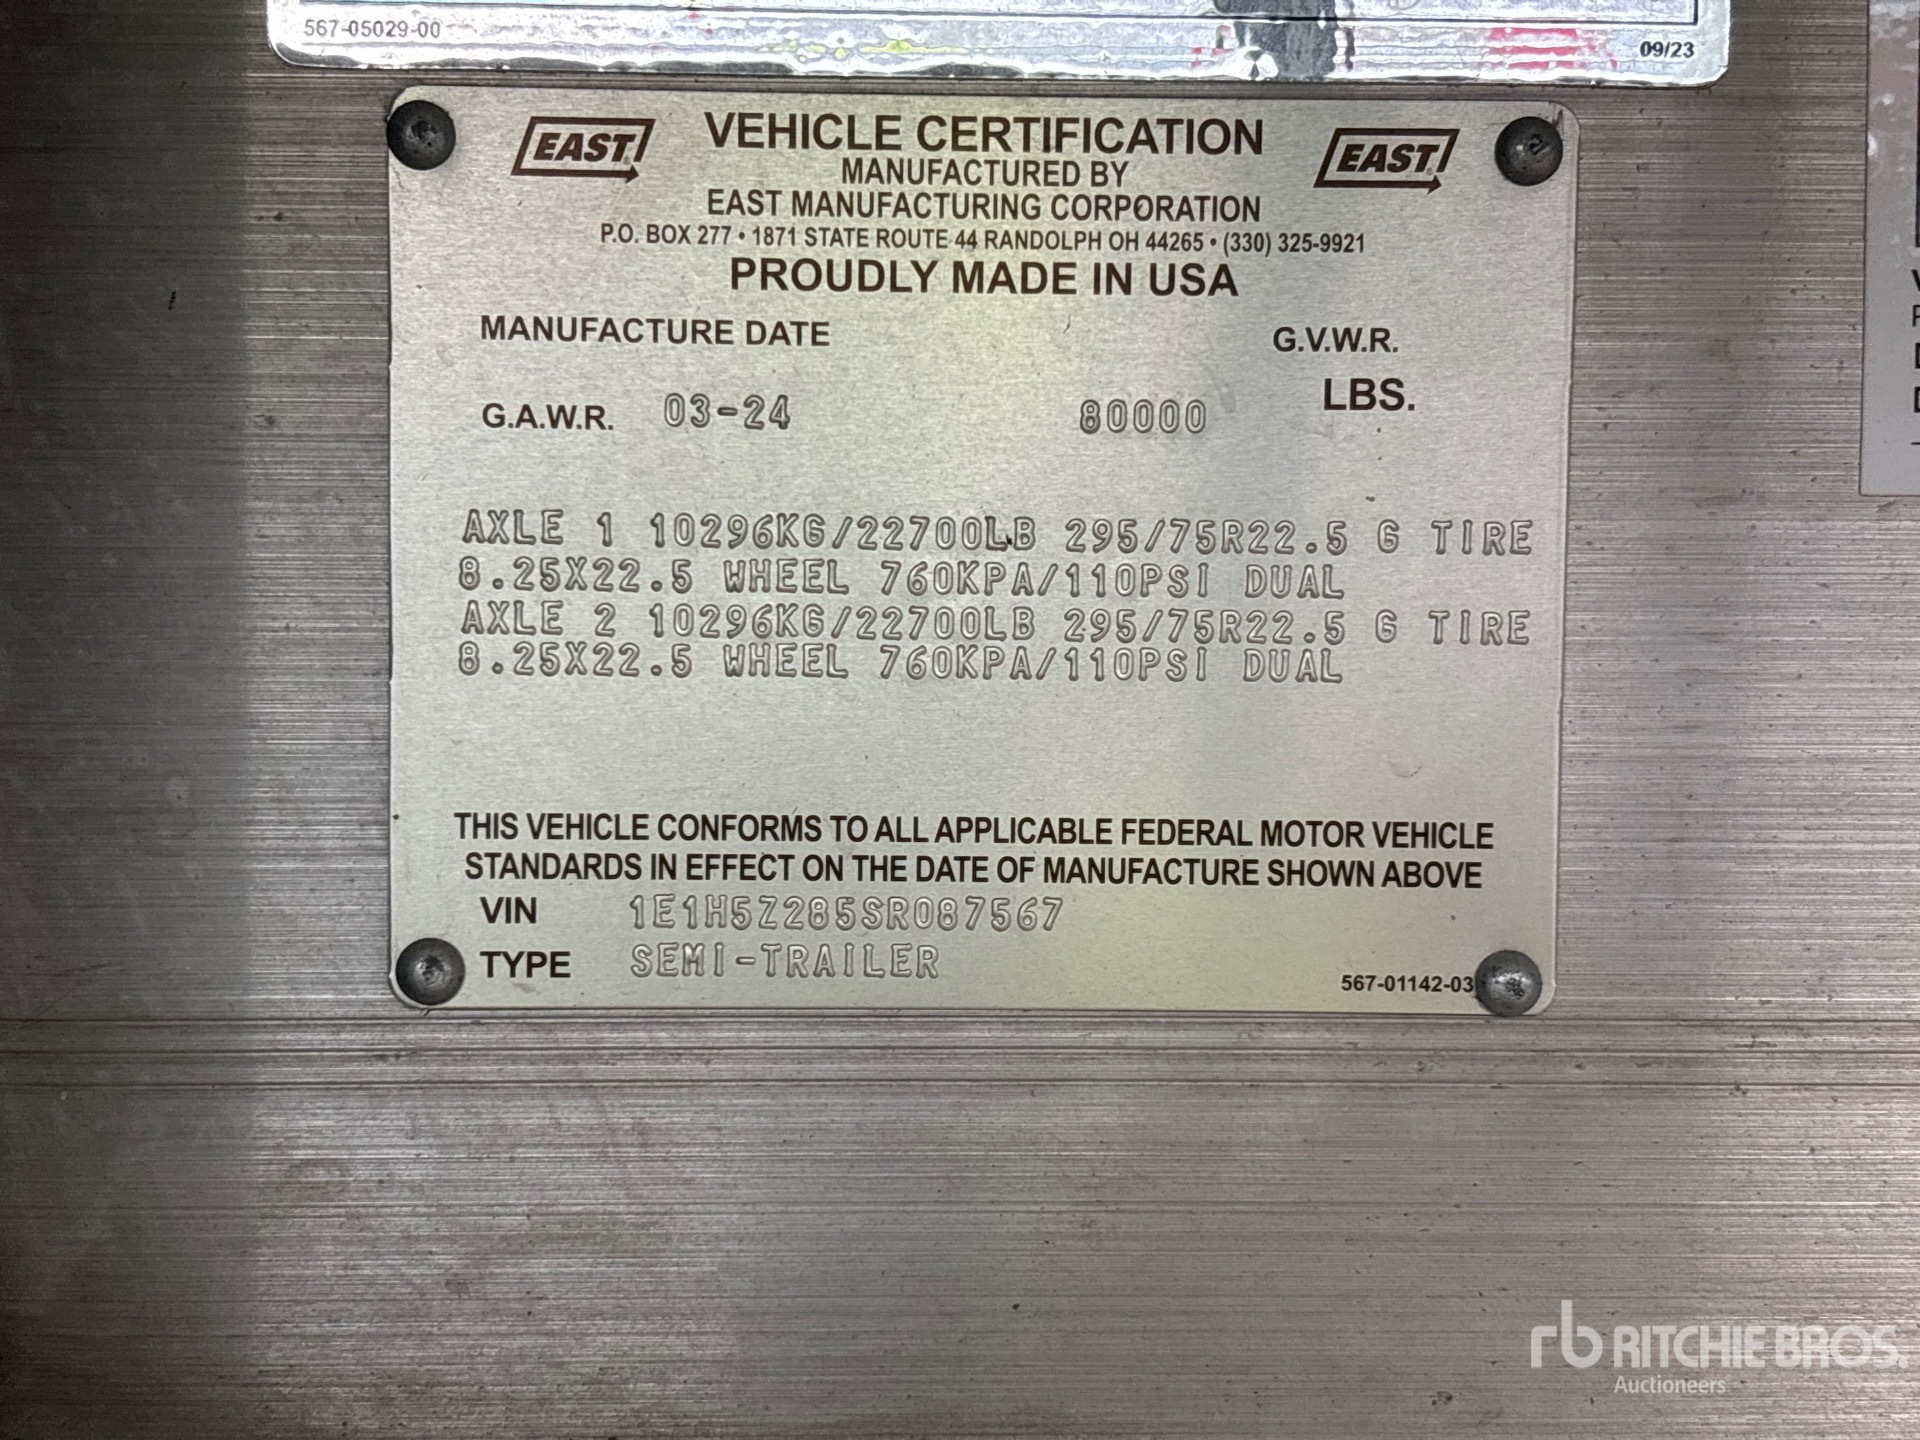 567-05029-00
09/23
EAST
VEHICLE CERTIFICATION
EAST
MANUFACTURED BY
EAST MANUFACTURING CORPORATION
P.O. BOX 277 • 1871 STATE ROUTE 44 RANDOLPH OH 44265 • (330) 325-9921
PROUDLY MADE IN USA
MANUFACTURE DATE
G.V.W.R.
G.A.W.R. 03-24 80000 LBS.
AXLE 1 10296KG/22700LB 295/75R22.5 G TIRE
8.25X22.5 WHEEL 760KPA/110PSI DUAL
AXLE 2 10296KG/22700LB 295/75R22.5 G TIRE
8.25X22.5 WHEEL 760KPA/110PSI DUAL
THIS VEHICLE CONFORMS TO ALL APPLICABLE FEDERAL MOTOR VEHICLE
STANDARDS IN EFFECT ON THE DATE OF MANUFACTURE SHOWN ABOVE
VIN 1E1H5Z285SR087567
TYPE SEMI-TRAILER
567-01142-03
rb RITCHIE BROS.
Auctioneers